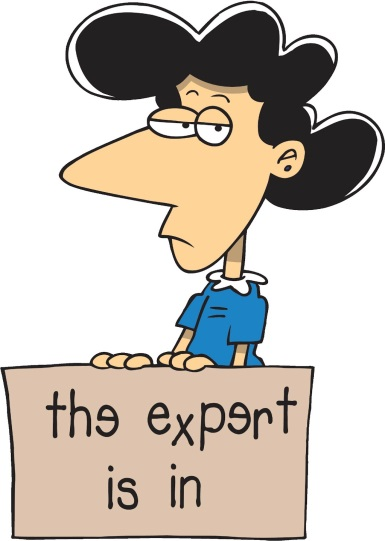 the expert
is in